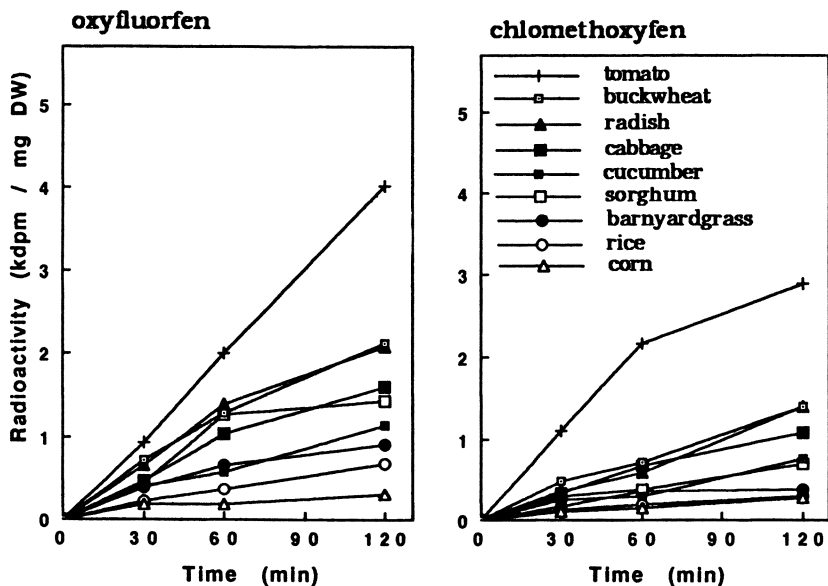 oxyfluorfen
Radioactivity (kdpm / mg DW)
5
4
3
2
1
0
0 30 60 90 120
Time (min)
chlomethoxyfen
tomato
buckwheat
radish
cabbage
cucumber
sorghum
barnyardgrass
rice
corn
5
4
3
2
1
0
0 30 60 90 120
Time (min)